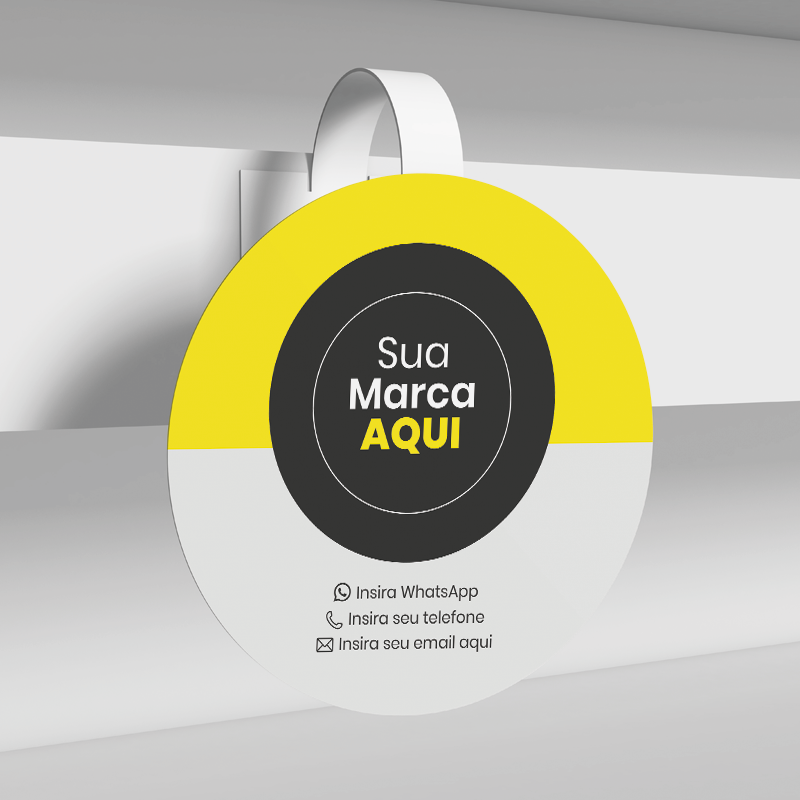 Sua
Marca
AQUI
Insira WhatsApp
Insira seu telefone
Insira seu email aqui